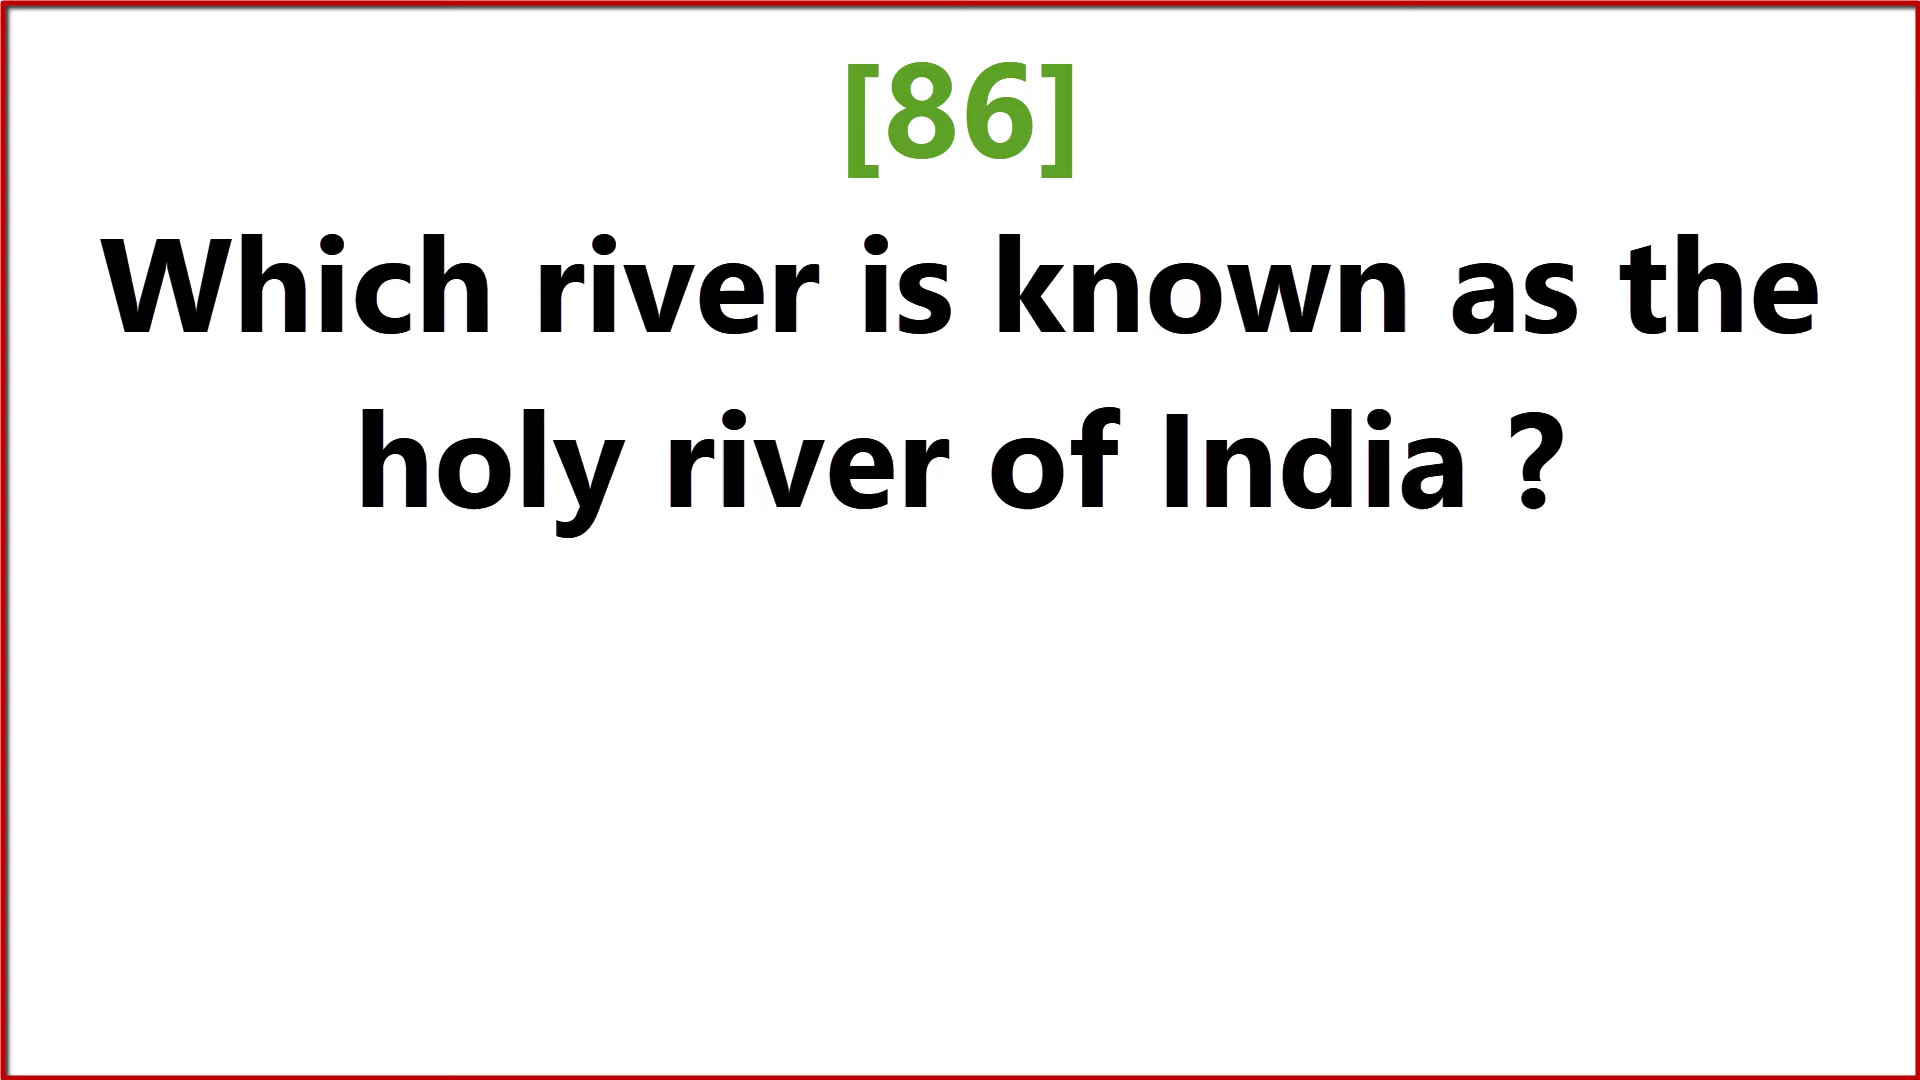 [86]
Which river is known as the
holy river of India ?